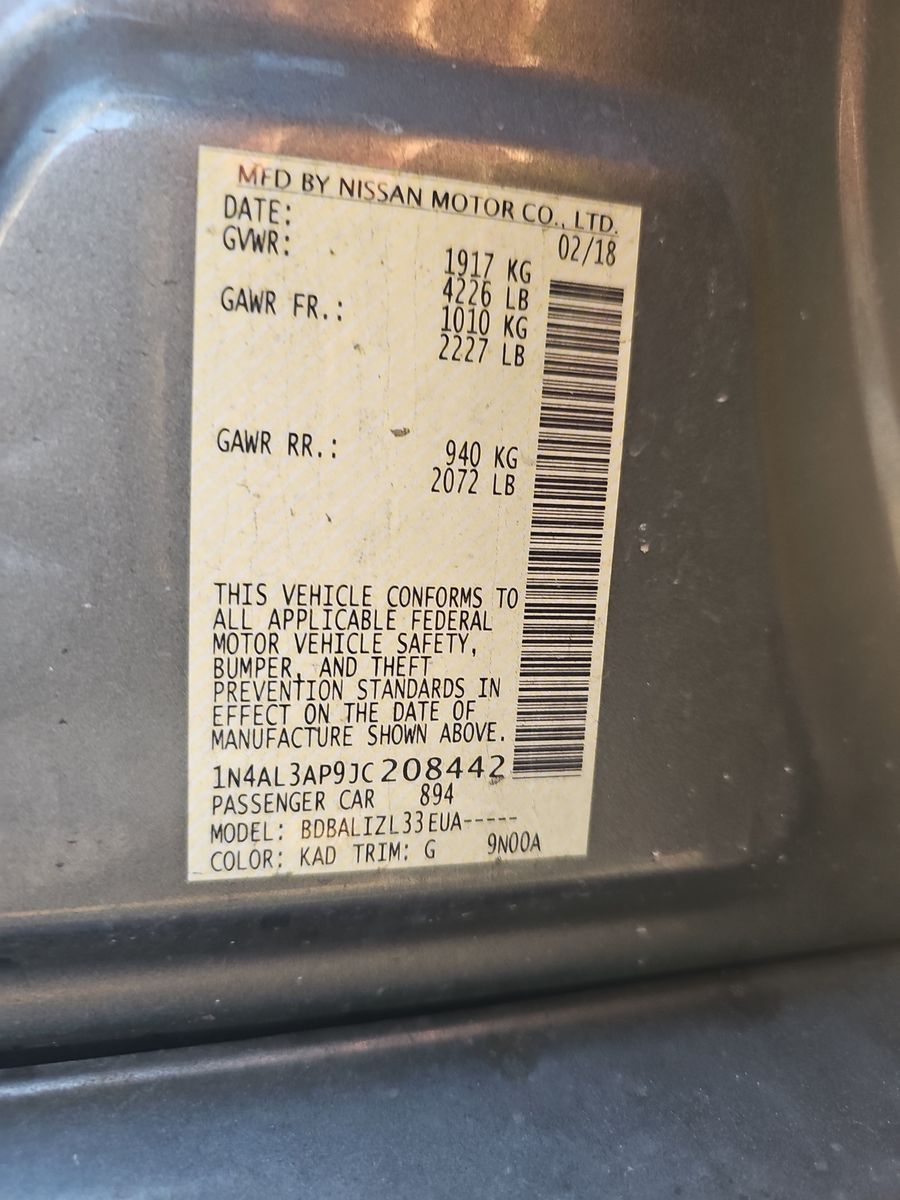 MFD BY NISSAN MOTOR CO., LTD.
DATE: 02/18
GVWR: 1917 KG
4226 LB
GAWR FR.: 1010 KG
2227 LB
GAWR RR.: 940 KG
2072 LB
THIS VEHICLE CONFORMS TO
ALL APPLICABLE FEDERAL
MOTOR VEHICLE SAFETY,
BUMPER, AND THEFT
PREVENTION STANDARDS IN
EFFECT ON THE DATE OF
MANUFACTURE SHOWN ABOVE.
1N4AL3AP9JC208442
PASSENGER CAR 894
MODEL: BDBALIZL33EUA-----
COLOR: KAD TRIM: G 9N00A